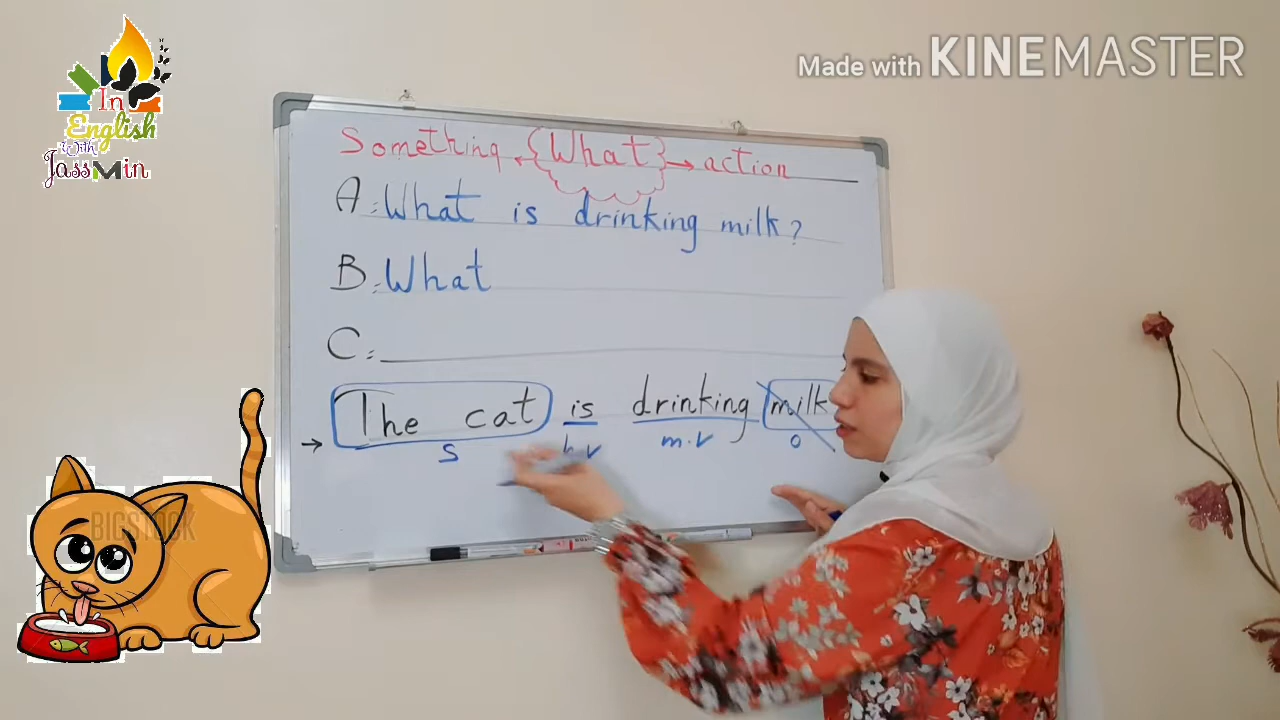 Made with KINEMASTER
In
English
with
JassMin
Something ← {What} → action
A: What is drinking milk?
B: What
C:
→ The cat is drinking milk
S h.v m.v o
BIGSTOCK